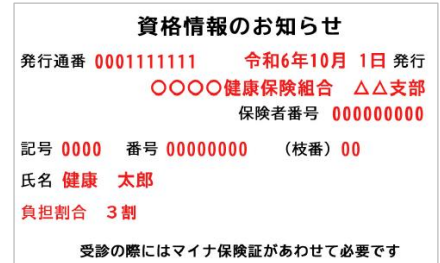 資格情報のお知らせ
発行通番 0001111111 令和6年10月 1日 発行
○○○○健康保険組合 △△支部
保険者番号 000000000
記号 0000 番号 00000000 （枝番）00
氏名 健康 太郎
負担割合 3割
受診の際にはマイナ保険証があわせて必要です